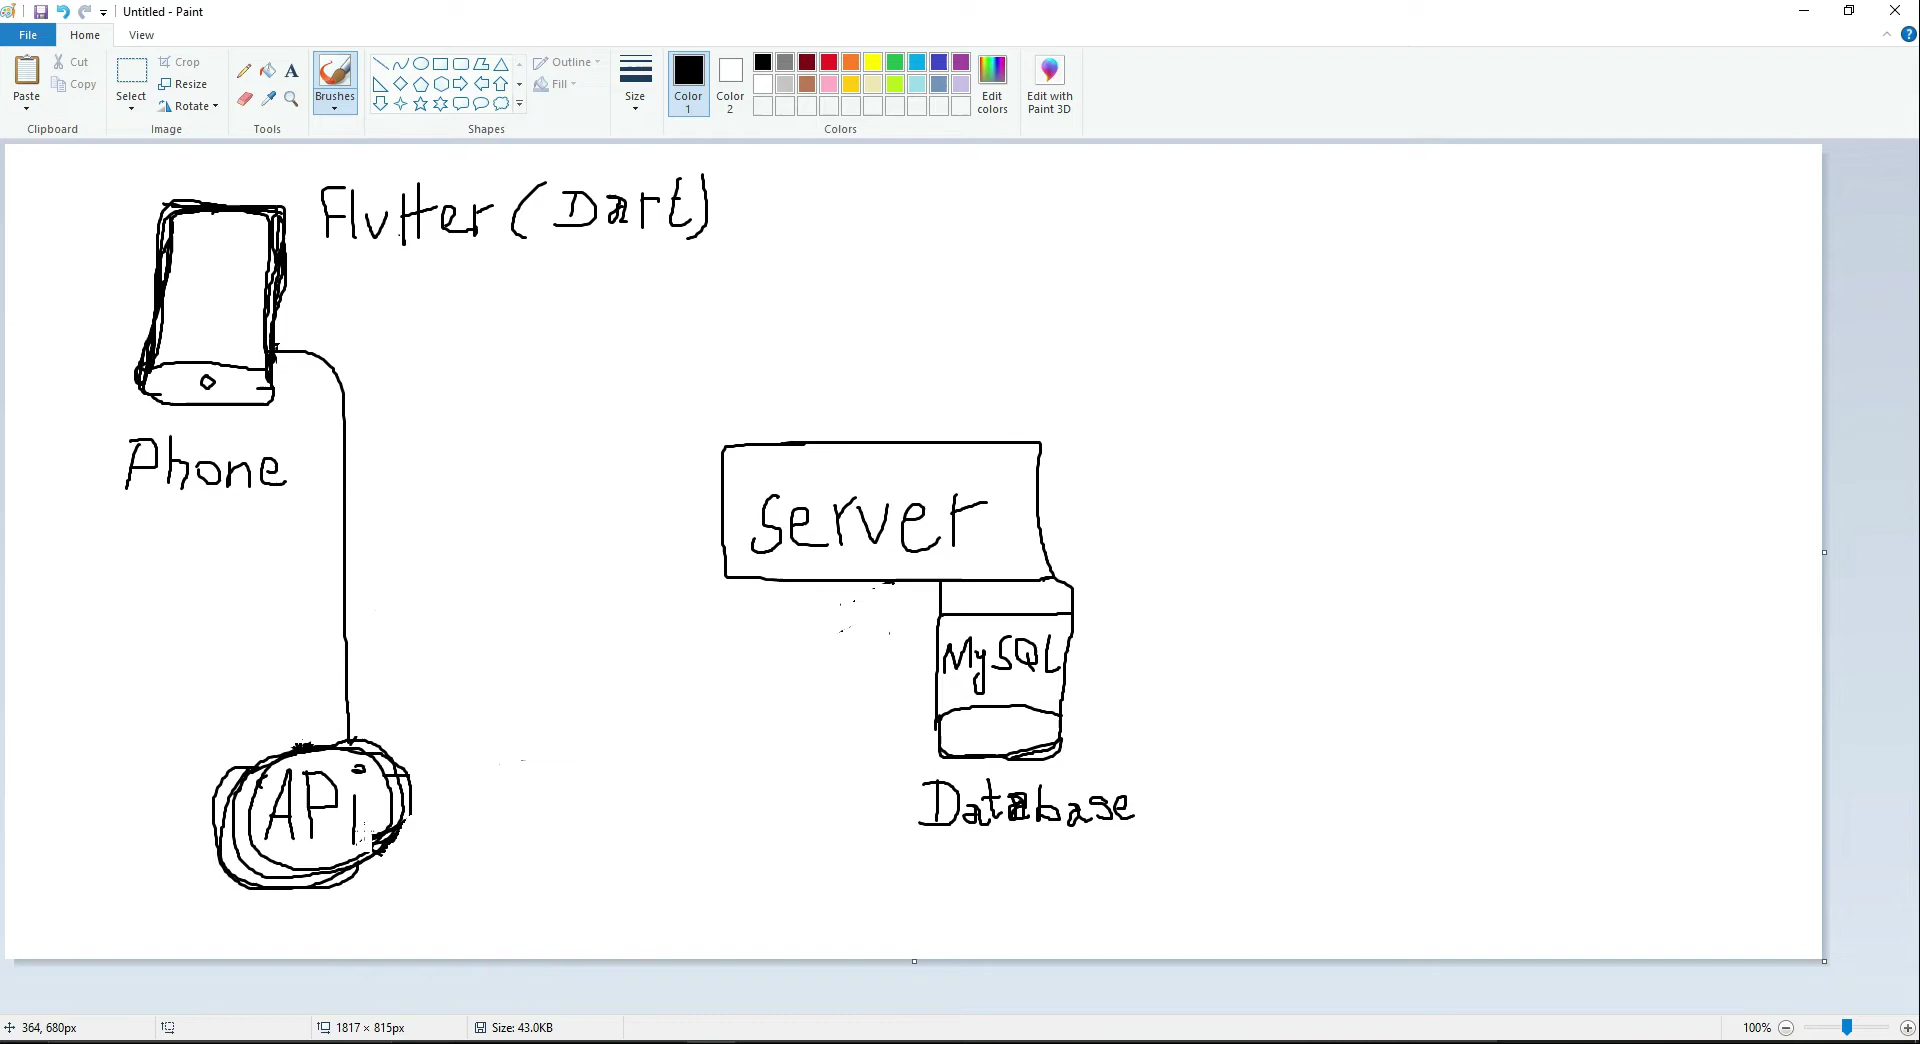 Untitled - Paint
File Home View
Paste
Cut
Copy
Clipboard
Select
Crop
Resize
Rotate
Image
Tools
Brushes
Shapes
Outline
Fill
Size
Color 1
Color 2
Colors
Edit colors
Edit with Paint 3D
Flutter (Dart)
Phone
server
MySQL
Database
APi
364, 680px
1817 × 815px
Size: 43.0KB
100%